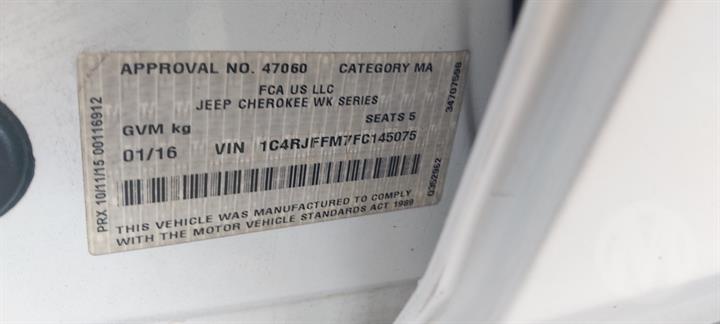 APPROVAL NO. 47060 CATEGORY MA
FCA US LLC
JEEP CHEROKEE WK SERIES
GVM kg SEATS 5
01/16 VIN 1C4RJFFM7FC145075
THIS VEHICLE WAS MANUFACTURED TO COMPLY
WITH THE MOTOR VEHICLE STANDARDS ACT 1989
PRX 10/11/15 00116912
34707598
0352962